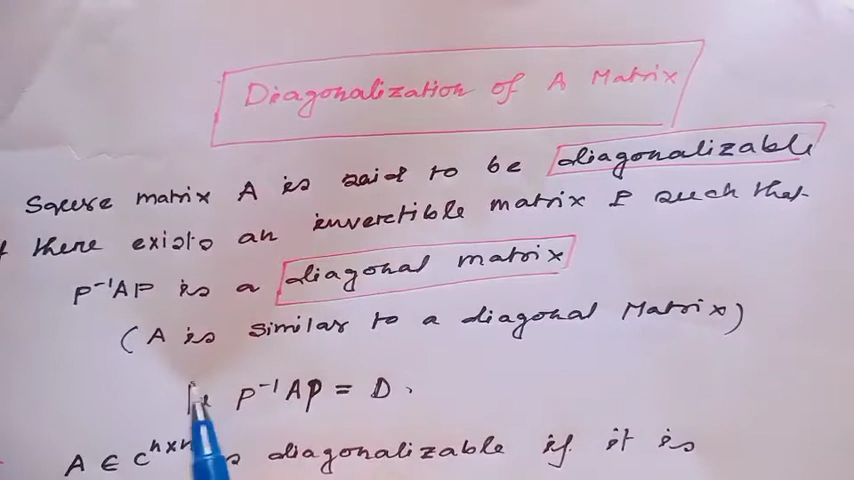 Diagonalization of A Matrix
Square matrix A is said to be diagonalizable
there exists an invertible matrix P such that
P⁻¹AP is a diagonal matrix
(A is similar to a diagonal Matrix)
P⁻¹AP = D.
A ∈ Cⁿˣⁿ diagonalizable if it is